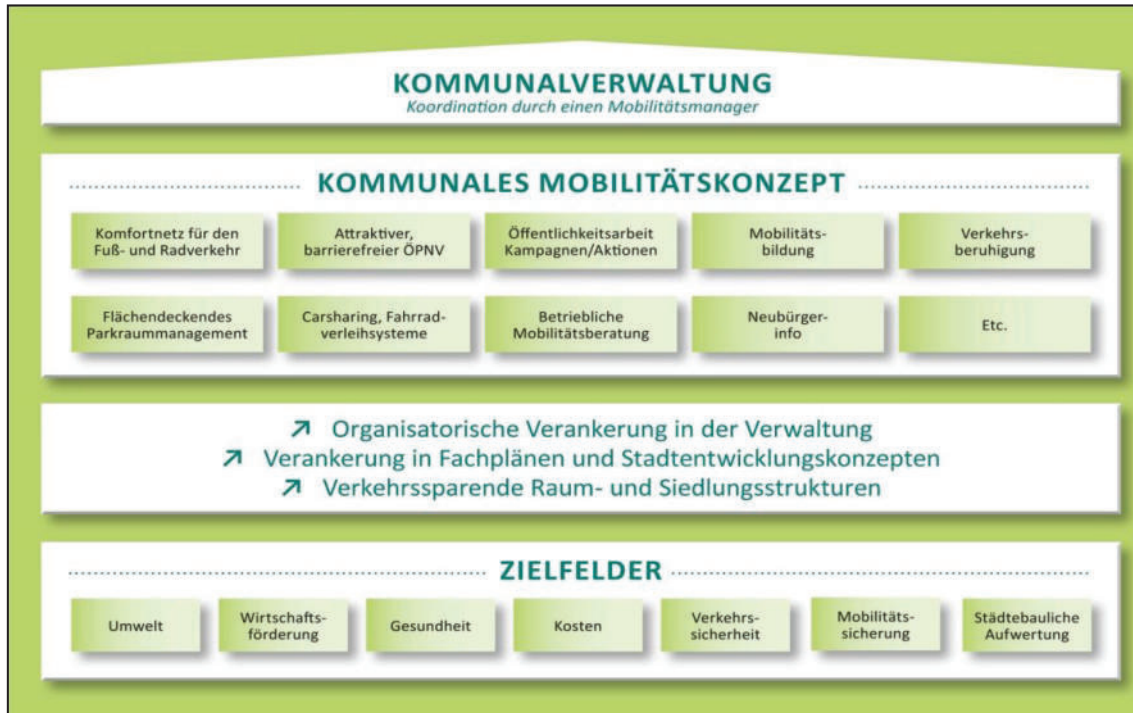 KOMMUNALVERWALTUNG
Koordination durch einen Mobilitätsmanager
KOMMUNALES MOBILITÄTSKONZEPT
Komfortnetz für den
Fuß- und Radverkehr
Attraktiver,
barrierefreier ÖPNV
Öffentlichkeitsarbeit
Kampagnen/Aktionen
Mobilitäts-
bildung
Verkehrs-
beruhigung
Flächendeckendes
Parkraummanagement
Carsharing, Fahrrad-
verleihsysteme
Betriebliche
Mobilitätsberatung
Neubürger-
info
Etc.
↗ Organisatorische Verankerung in der Verwaltung
↗ Verankerung in Fachplänen und Stadtentwicklungskonzepten
↗ Verkehrssparende Raum- und Siedlungsstrukturen
ZIELFELDER
Umwelt
Wirtschafts-
förderung
Gesundheit
Kosten
Verkehrs-
sicherheit
Mobilitäts-
sicherung
Städtebauliche
Aufwertung